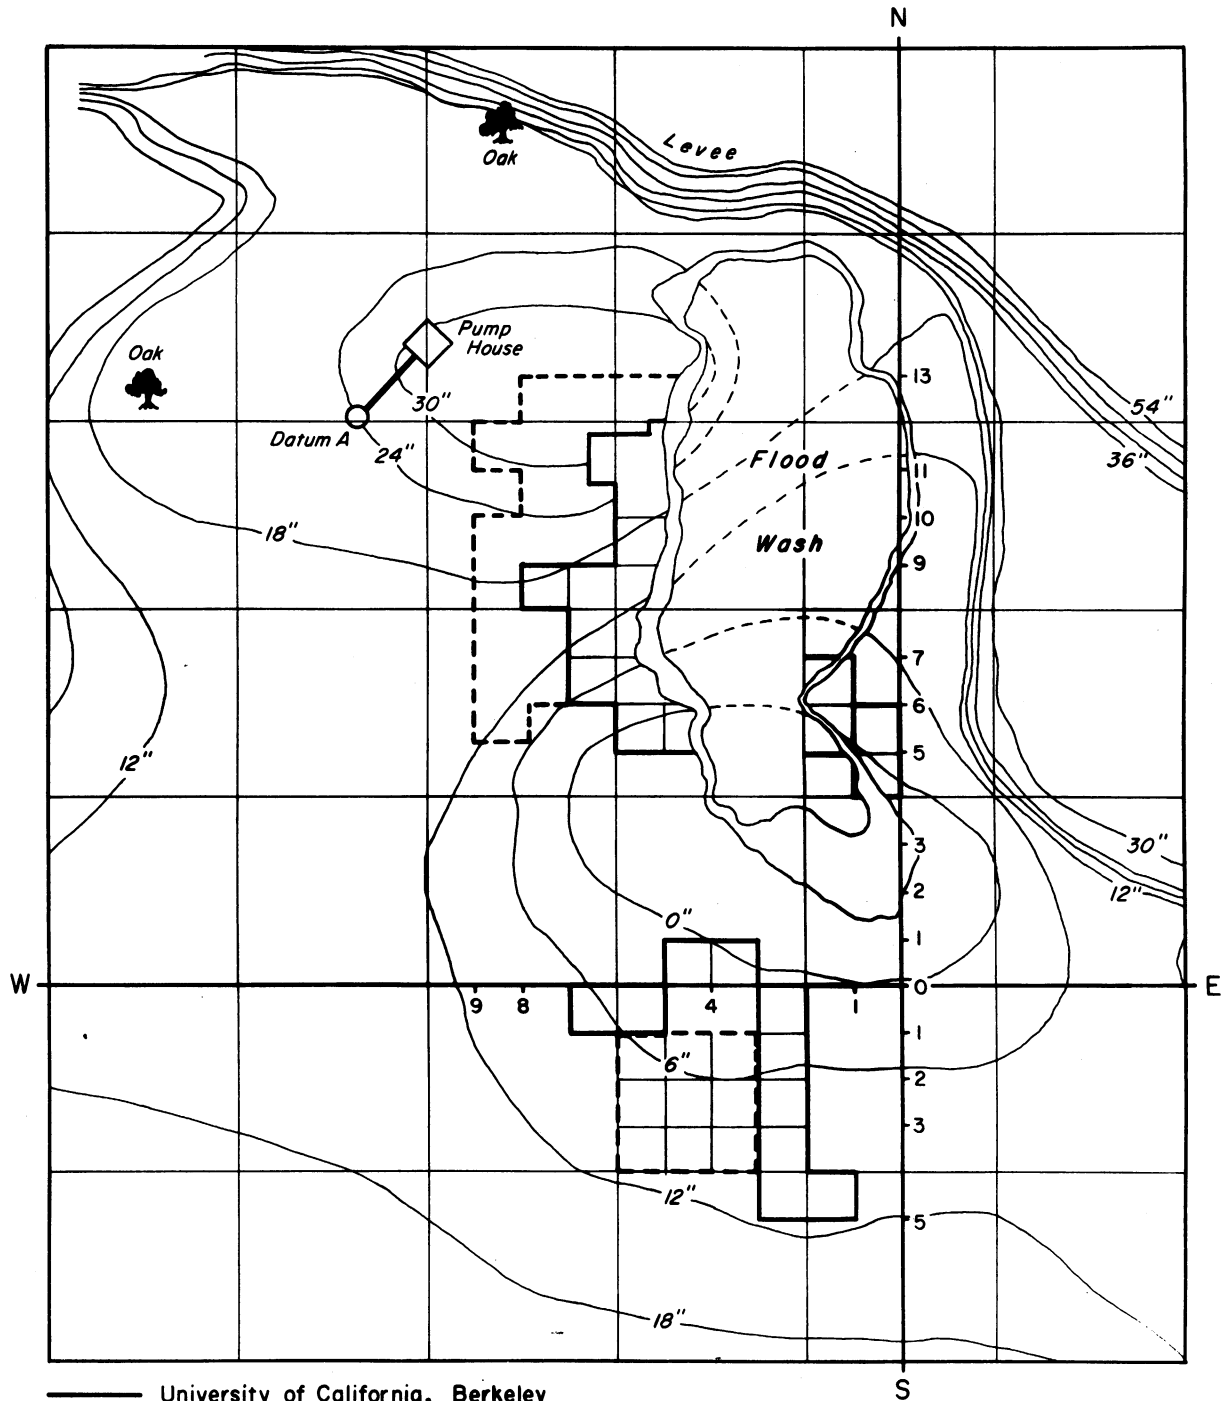 N
Levee
Oak
Pump
House
Oak
13
30"
54"
Datum A
24"
36"
Flood
11
18"
10
Wash
9
7
6
5
12"
3
30"
2
12"
0"
1
W
0
E
9
8
4
1
1
6"
2
3
12"
5
18"
University of California, Berkeley
S